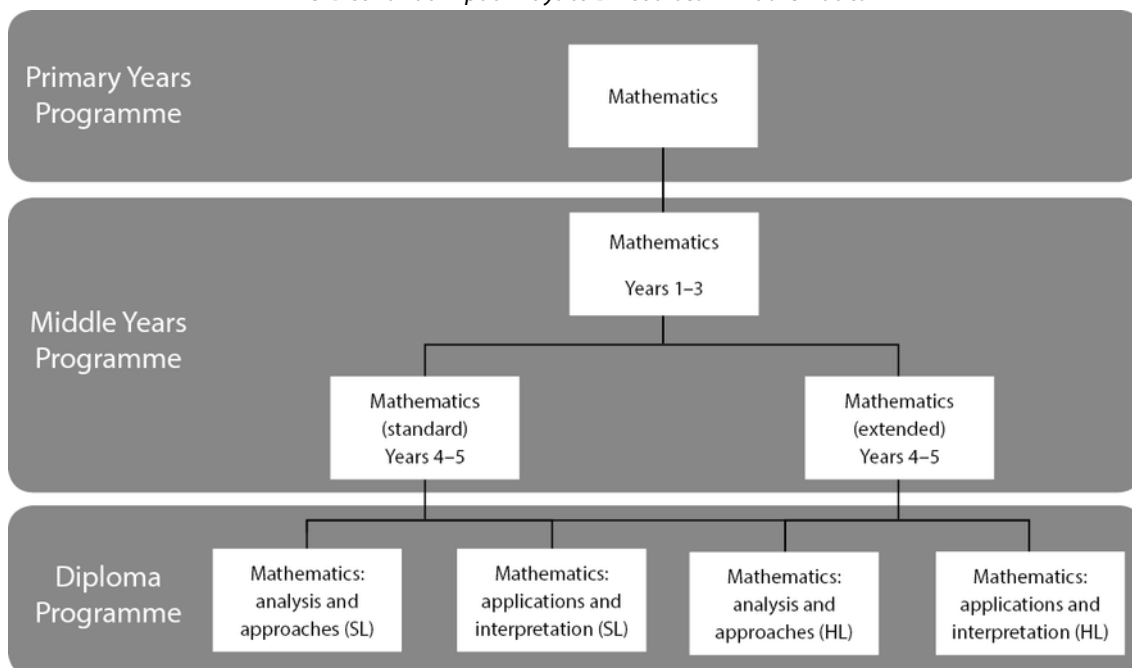 Primary Years
Programme
Mathematics
Middle Years
Programme
Mathematics
Years 1–3
Mathematics
(standard)
Years 4–5
Mathematics
(extended)
Years 4–5
Diploma
Programme
Mathematics:
analysis and
approaches (SL)
Mathematics:
applications and
interpretation (SL)
Mathematics:
analysis and
approaches (HL)
Mathematics:
applications and
interpretation (HL)